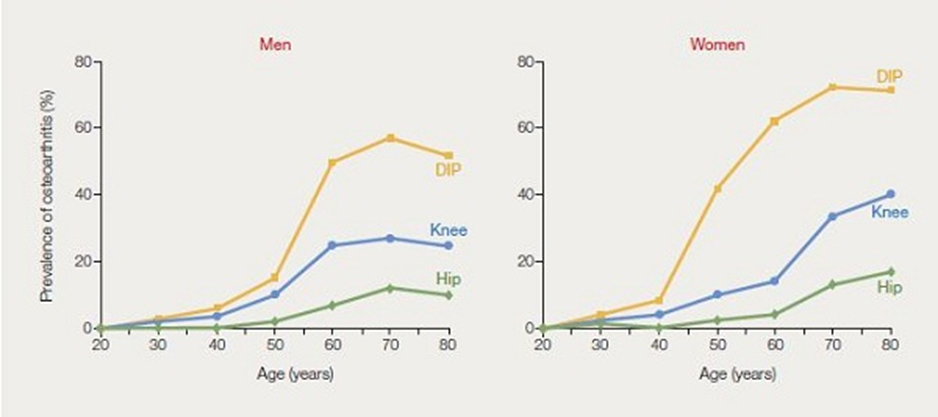 Men
Prevalence of osteoarthritis (%)
80
60
40
20
0
DIP
Knee
Hip
20 30 40 50 60 70 80
Age (years)
Women
80
60
40
20
0
DIP
Knee
Hip
20 30 40 50 60 70 80
Age (years)